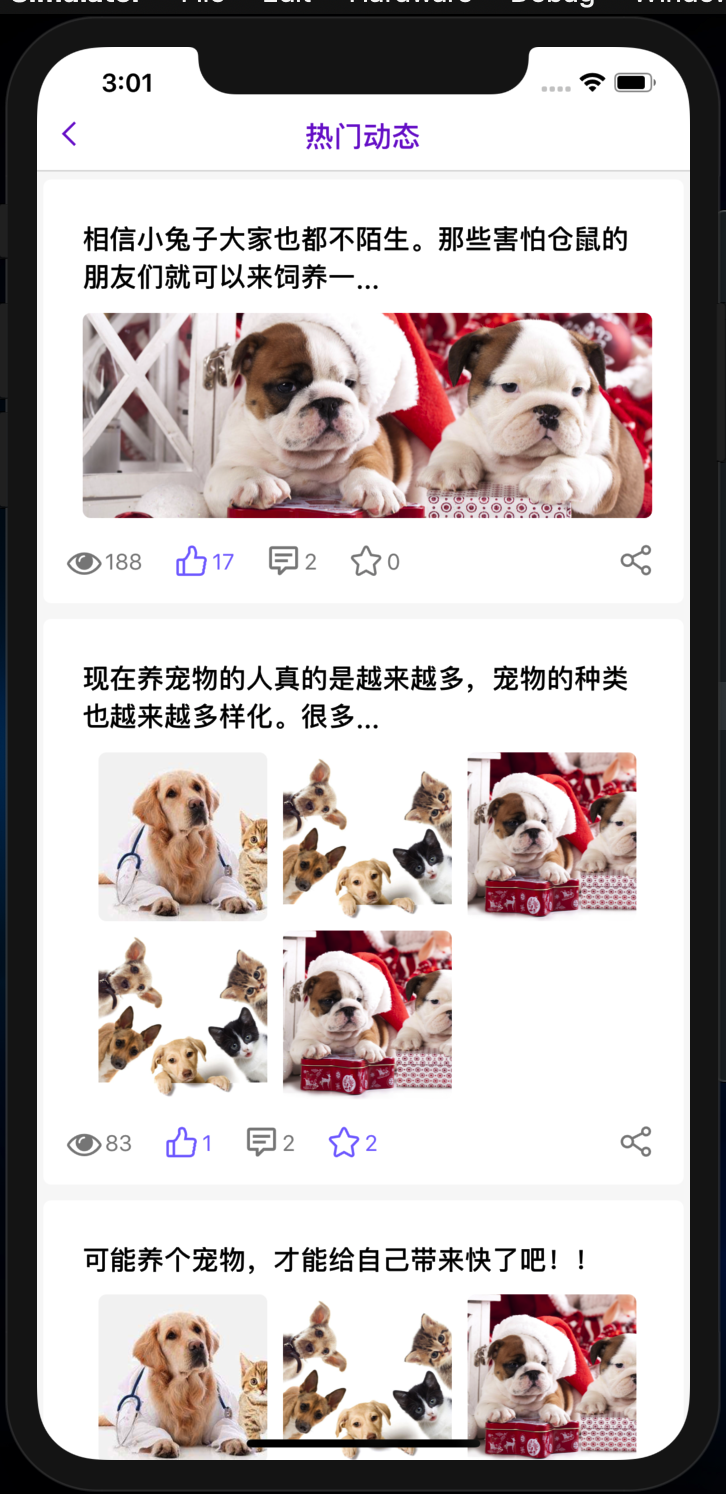 3:01
热门动态
相信小兔子大家也都不陌生。那些害怕仓鼠的
朋友们就可以来饲养一...
188 17 2 0
现在养宠物的人真的是越来越多，宠物的种类
也越来越多样化。很多...
83 1 2 2
可能养个宠物，才能给自己带来快了吧！！